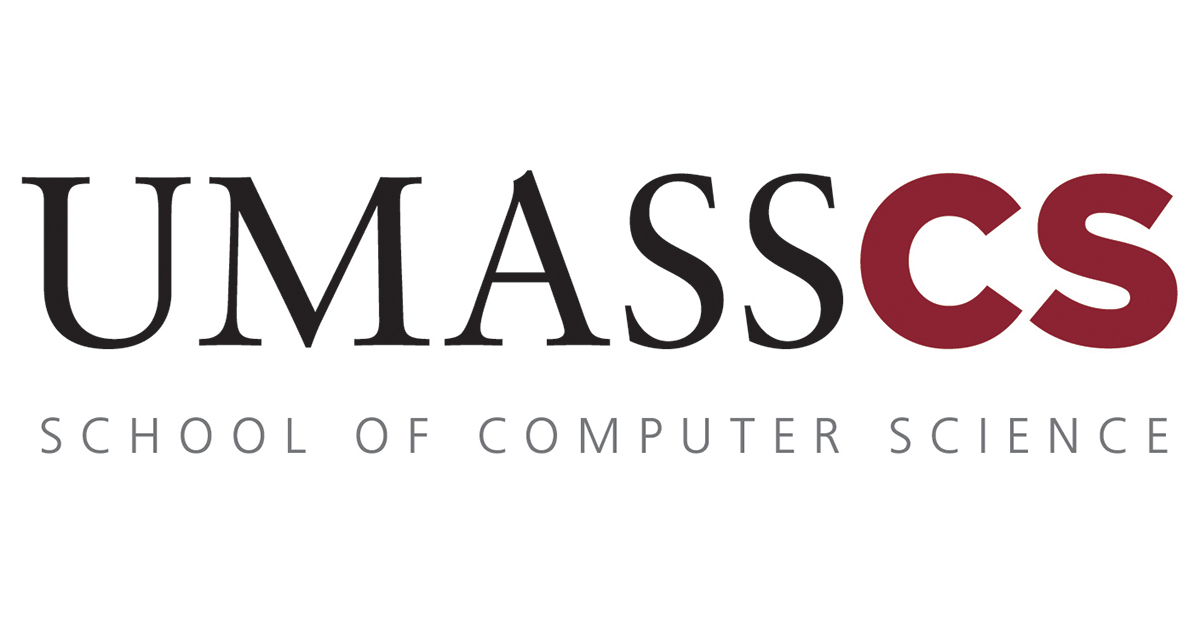 UMASSCS
SCHOOL OF COMPUTER SCIENCE